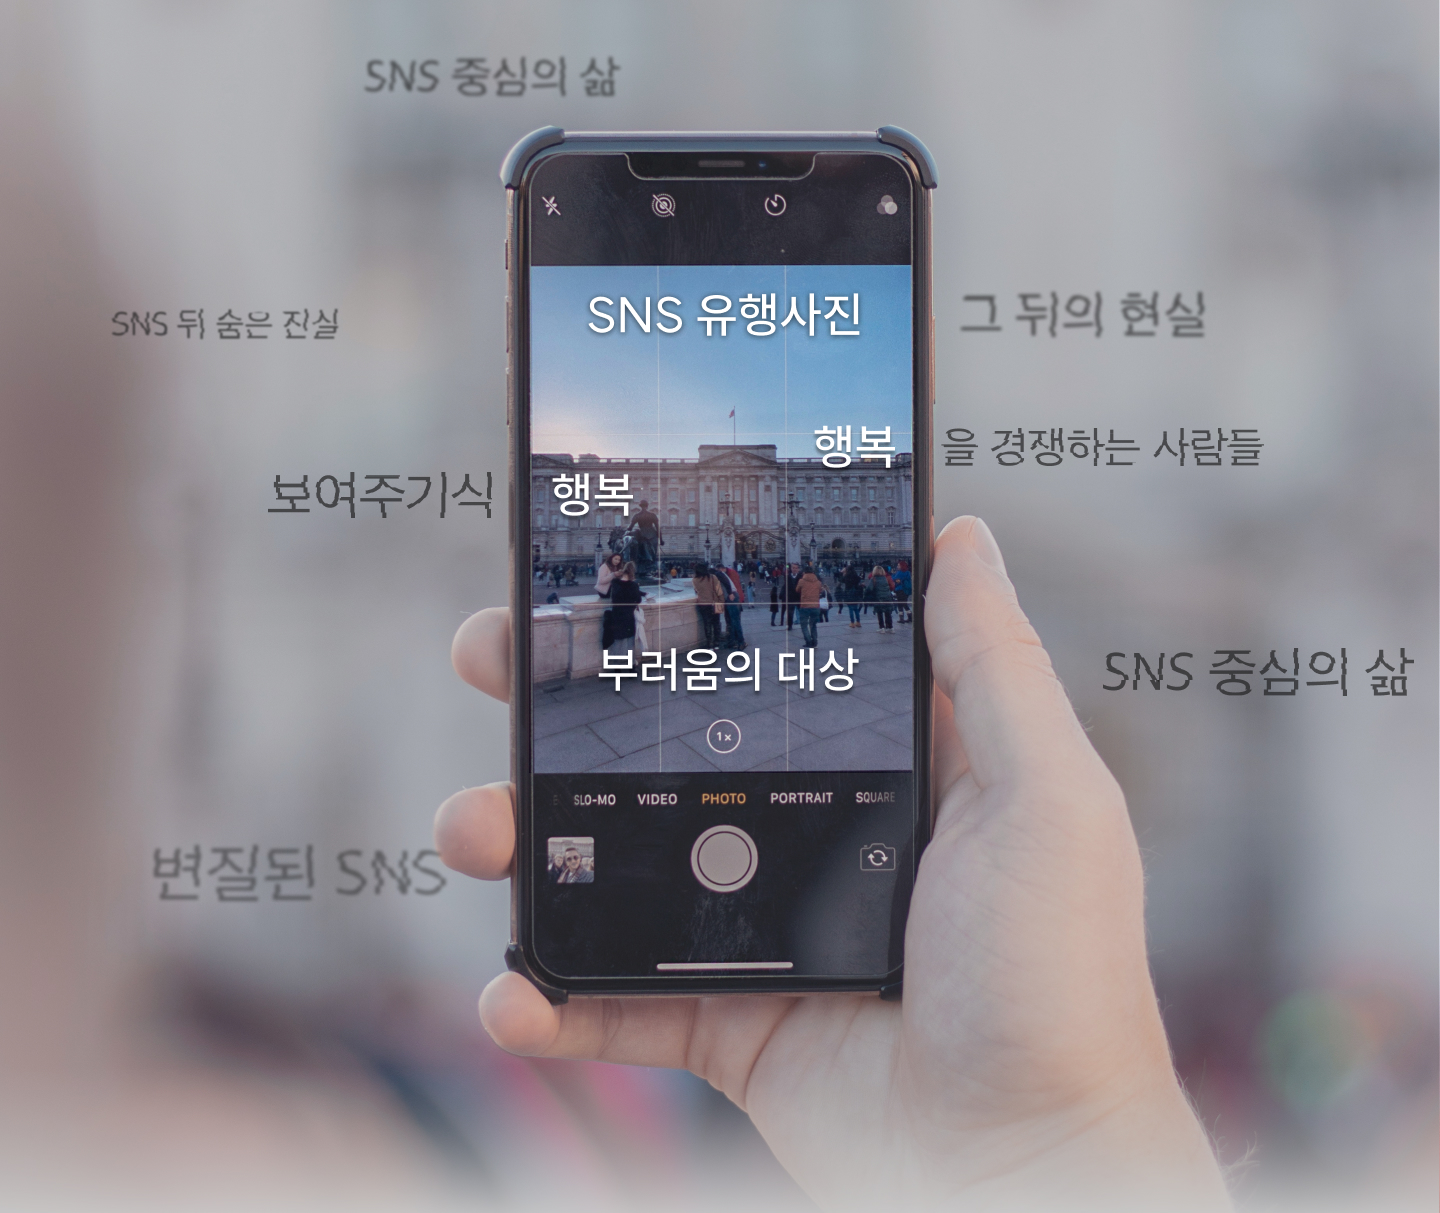 SNS 중심의 삶
SNS 유행사진
SNS 뒤 숨은 진실
그 뒤의 현실
행복을 경쟁하는 사람들
보여주기식 행복
부러움의 대상
SNS 중심의 삶
1×
SLO-MO VIDEO PHOTO PORTRAIT SQUARE
변질된 SNS